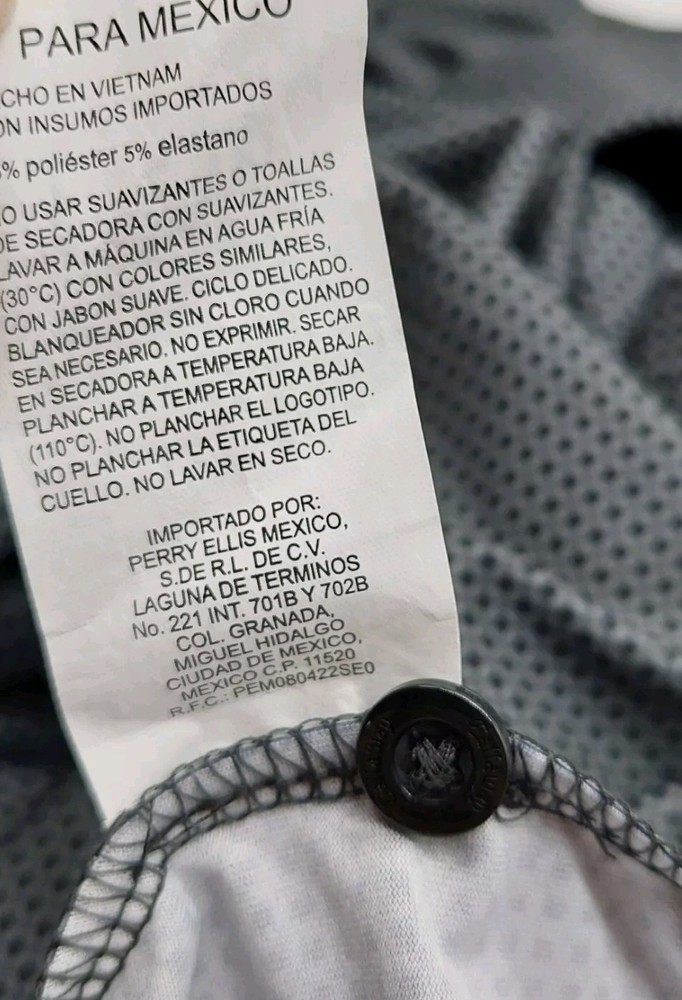 PARA MEXICO
CHO EN VIETNAM
ON INSUMOS IMPORTADOS
% poliéster 5% elastano
O USAR SUAVIZANTES O TOALLAS
DE SECADORA CON SUAVIZANTES.
LAVAR A MÁQUINA EN AGUA FRÍA
(30°C) CON COLORES SIMILARES,
CON JABON SUAVE. CICLO DELICADO.
BLANQUEADOR SIN CLORO CUANDO
SEA NECESARIO. NO EXPRIMIR. SECAR
EN SECADORA A TEMPERATURA BAJA.
PLANCHAR A TEMPERATURA BAJA
(110°C). NO PLANCHAR EL LOGOTIPO.
NO PLANCHAR LA ETIQUETA DEL
CUELLO. NO LAVAR EN SECO.
IMPORTADO POR:
PERRY ELLIS MEXICO,
S.DE R.L. DE C.V.
LAGUNA DE TERMINOS
No. 221 INT. 701B Y 702B
COL. GRANADA,
MIGUEL HIDALGO
CIUDAD DE MEXICO,
MEXICO C.P. 11520
R.F.C.: PEM080422SE0